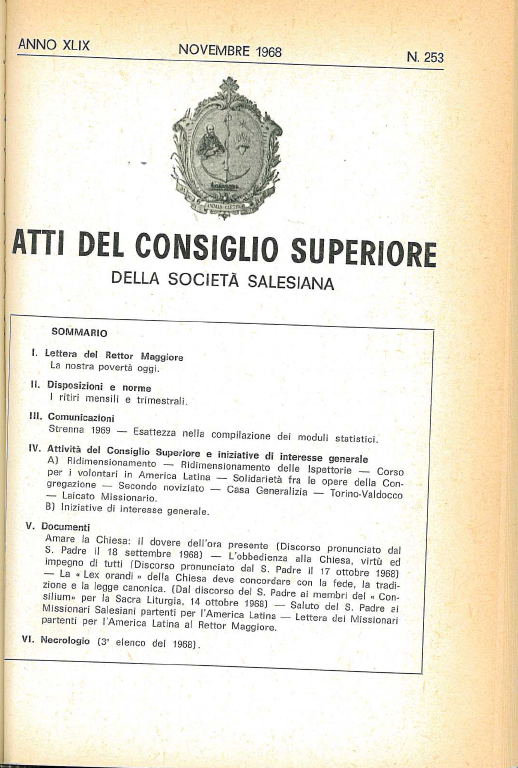 ANNO XLIX NOVEMBRE 1968 N. 253
ATTI DEL CONSIGLIO SUPERIORE
DELLA SOCIETÀ SALESIANA
SOMMARIO
I. Lettera del Rettor Maggiore
La nostra povertà oggi.
II. Disposizioni e norme
I ritiri mensili e trimestrali.
III. Comunicazioni
Strenna 1969 — Esattezza nella compilazione dei moduli statistici.
IV. Attività del Consiglio Superiore e iniziative di interesse generale
A) Ridimensionamento — Ridimensionamento delle Ispettorie — Corso
per i volontari in America Latina — Solidarietà fra le opere della Con-
gregazione — Secondo noviziato — Casa Generalizia — Torino-Valdocco
— Laicato Missionario.
B) Iniziative di interesse generale.
V. Documenti
Amare la Chiesa: il dovere dell'ora presente (Discorso pronunciato dal
S. Padre il 18 settembre 1968) — L'obbedienza alla Chiesa, virtù ed
impegno di tutti (Discorso pronunciato dal S. Padre il 17 ottobre 1968)
— La « Lex orandi » della Chiesa deve concordare con la fede, la tradi-
zione e la legge canonica. (Dal discorso del S. Padre ai membri del « Con-
silium » per la Sacra Liturgia, 14 ottobre 1968) — Saluto del S. Padre ai
Missionari Salesiani partenti per l'America Latina — Lettera dei Missionari
partenti per l'America Latina al Rettor Maggiore.
VI. Necrologio (3° elenco del 1968).